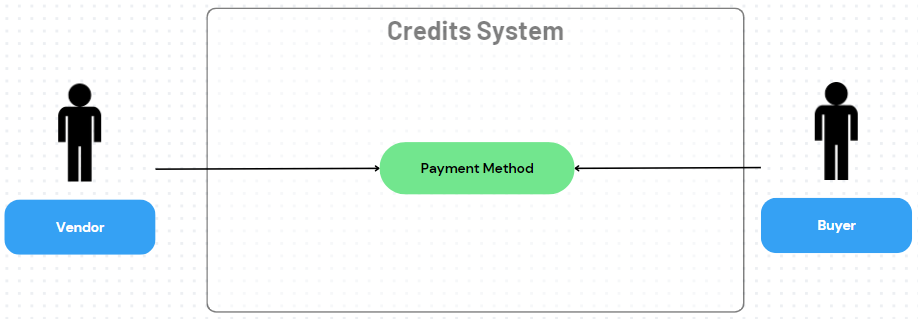 Credits System
Payment Method
Vendor
Buyer